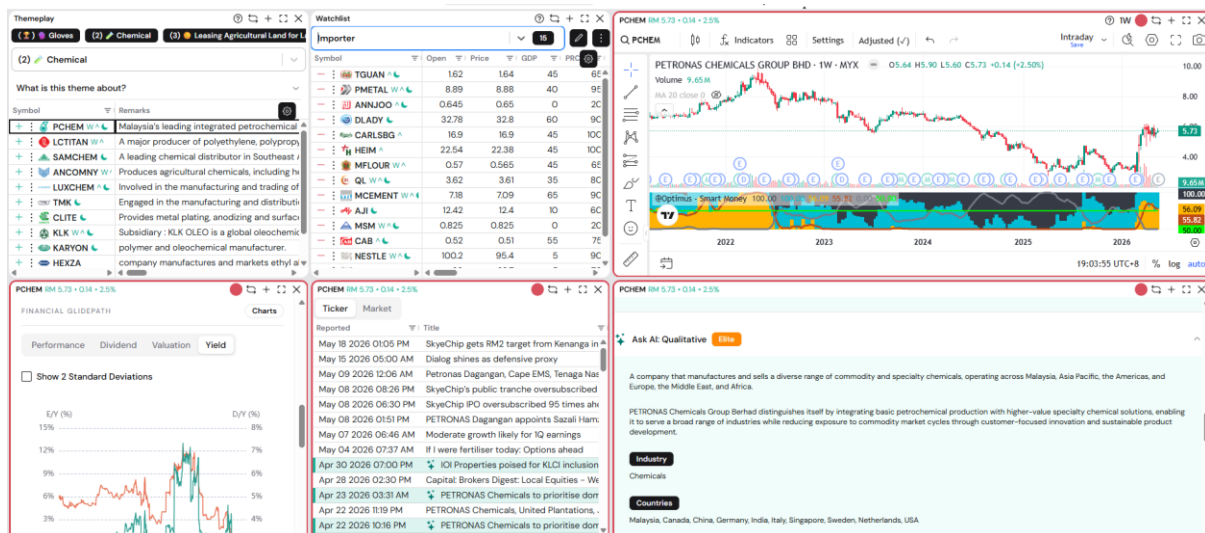 Themeplay
Gloves
(2) Chemical
(3) Leasing Agricultural Land for
(2) Chemical
What is this theme about?
Symbol Remarks
PCHEM W^ Malaysia's leading integrated petrochemical
LCTITAN W^ A major producer of polyethylene, polypropy
SAMCHEM A leading chemical distributor in Southeast
ANCOMNY W^ Produces agricultural chemicals, including he
LUXCHEM ^ Involved in the manufacturing and trading of
TMK Engaged in the manufacturing and distributi
CLITE Provides metal plating, anodizing and surface
KLK W^ Subsidiary : KLK OLEO is a global oleochemic
KARYON polymer and oleochemical manufacturer.
HEXZA company manufactures and markets ethyl a
Watchlist
Importer 15
Symbol Open Price GDP PRO
TGUAN ^ 1.62 1.64 45 65
PMETAL W^ 8.89 8.88 40 95
ANNJOO ^ 0.645 0.65 0 20
DLADY 32.78 32.8 60 90
CARLSBG ^ 16.9 16.9 45 100
HEIM ^ 22.54 22.38 45 100
MFLOUR W^ 0.57 0.565 45 65
QL W^ 3.62 3.61 35 80
MCEMENT W^ 7.18 7.09 65 90
AJI 12.42 12.4 10 60
MSM 0.825 0.825 0 20
CAB ^ 0.52 0.51 55 75
NESTLE W^ 100.2 95.4 5 90
PCHEM RM 5.73 • 0.14 • 2.5% 1W
PCHEM Indicators Settings Adjusted (✓) Intraday
Save
PETRONAS CHEMICALS GROUP BHD · 1W · MYX O5.64 H5.90 L5.60 C5.73 +0.14 (+2.50%)
Volume 9.65M
MA 20 close 0
10.00
8.00
5.73
4.00
9.65M
@Optimus - Smart Money 100.00
100.00
56.09
55.82
50.00
2022 2023 2024 2025 2026
19:03:55 UTC+8 % log auto
PCHEM RM 5.73 • 0.14 • 2.5%
FINANCIAL GLIDEPATH Charts
Performance Dividend Valuation Yield
Show 2 Standard Deviations
E/Y (%) D/Y (%)
15% 8%
12% 7%
9% 6%
6% 5%
3% 4%
PCHEM RM 5.73 • 0.14 • 2.5%
Ticker Market
Reported Title
May 18 2026 01:05 PM SkyeChip gets RM2 target from Kenanga in
May 15 2026 05:00 AM Dialog shines as defensive proxy
May 09 2026 12:06 AM Petronas Dagangan, Cape EMS, Tenaga Nas
May 08 2026 08:26 PM SkyeChip's public tranche oversubscribed
May 08 2026 06:30 PM SkyeChip IPO oversubscribed 95 times ahe
May 08 2026 01:51 PM PETRONAS Dagangan appoints Sazali Ham
May 07 2026 06:46 AM Moderate growth likely for 1Q earnings
May 04 2026 07:37 AM If I were fertiliser today: Options ahead
Apr 30 2026 07:00 PM IOI Properties poised for KLCI inclusion
Apr 28 2026 02:30 PM Capital: Brokers Digest: Local Equities - We
Apr 23 2026 03:31 AM PETRONAS Chemicals to prioritise dom
Apr 22 2026 11:19 PM PETRONAS Chemicals, United Plantations,
Apr 22 2026 10:16 PM PETRONAS Chemicals to prioritise dom
PCHEM RM 5.73 • 0.14 • 2.5%
Ask AI: Qualitative Elite
A company that manufactures and sells a diverse range of commodity and specialty chemicals, operating across Malaysia, Asia Pacific, the Americas, and
Europe, the Middle East, and Africa.
PETRONAS Chemicals Group Berhad distinguishes itself by integrating basic petrochemical production with higher-value specialty chemical solutions, enabling
it to serve a broad range of industries while reducing exposure to commodity market cycles through customer-focused innovation and sustainable product
development.
Industry
Chemicals
Countries
Malaysia, Canada, China, Germany, India, Italy, Singapore, Sweden, Netherlands, USA